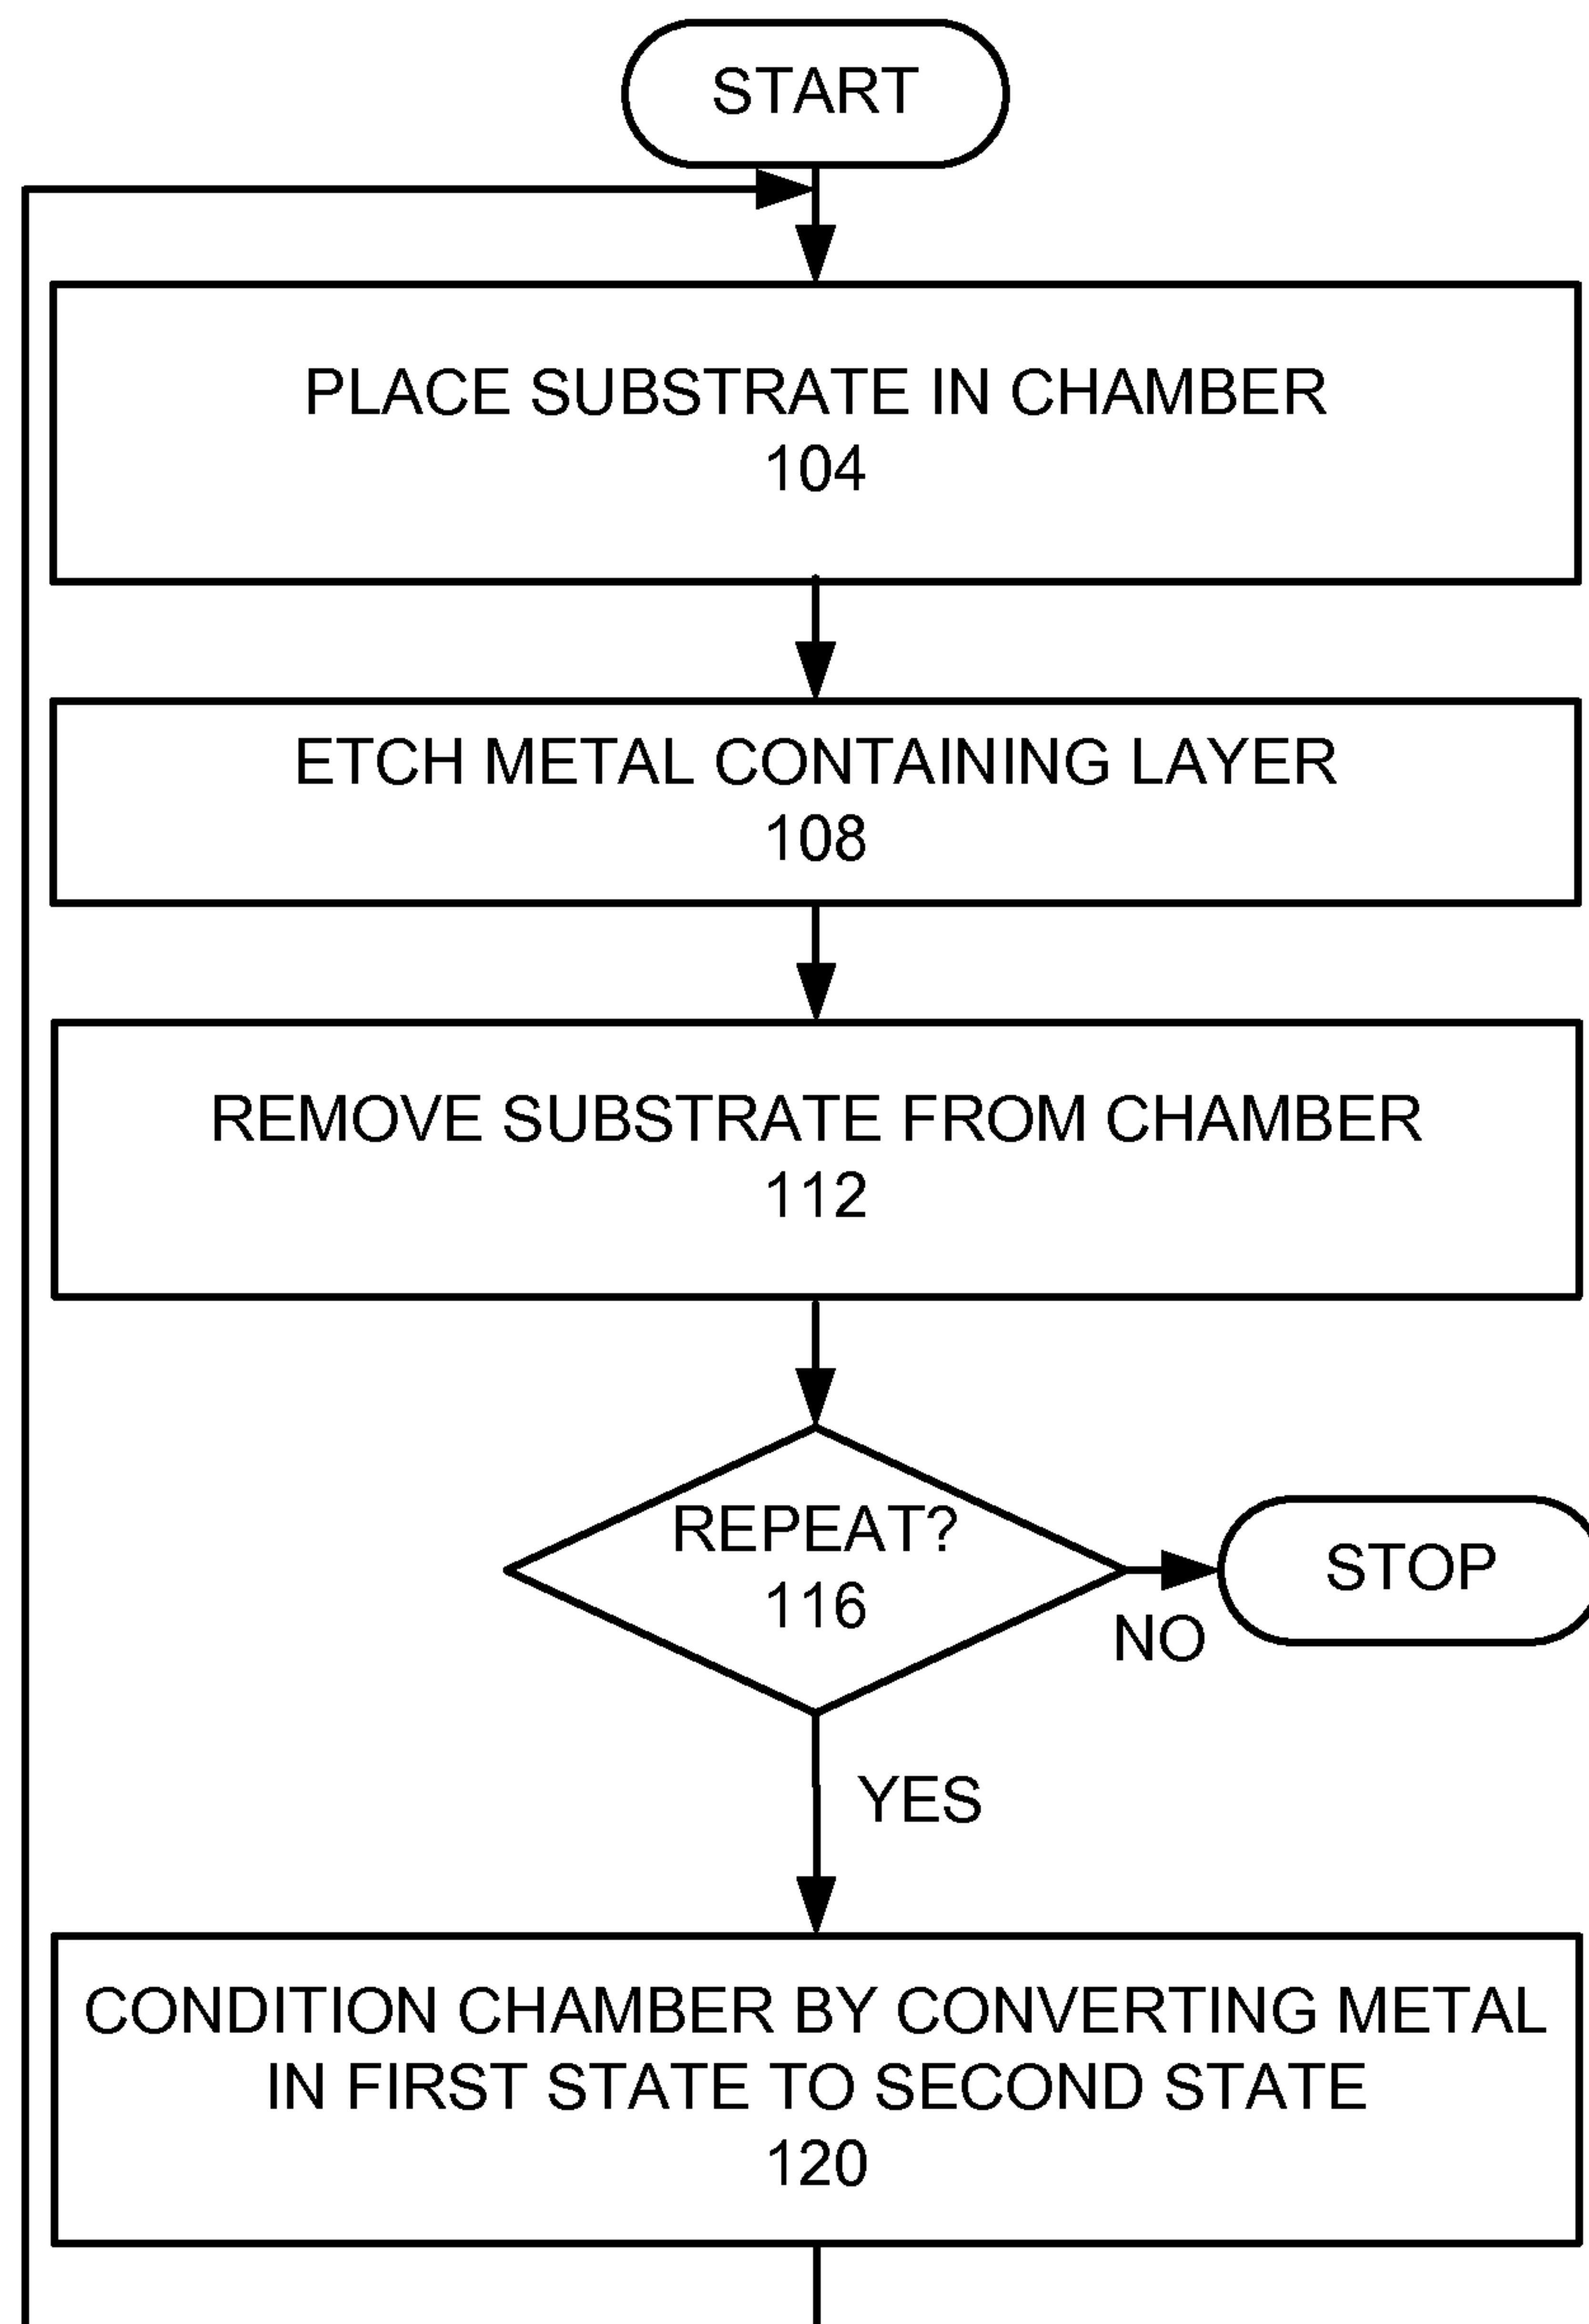 START
PLACE SUBSTRATE IN CHAMBER
104
ETCH METAL CONTAINING LAYER
108
REMOVE SUBSTRATE FROM CHAMBER
112
REPEAT?
116
STOP
NO
YES
CONDITION CHAMBER BY CONVERTING METAL
IN FIRST STATE TO SECOND STATE
120